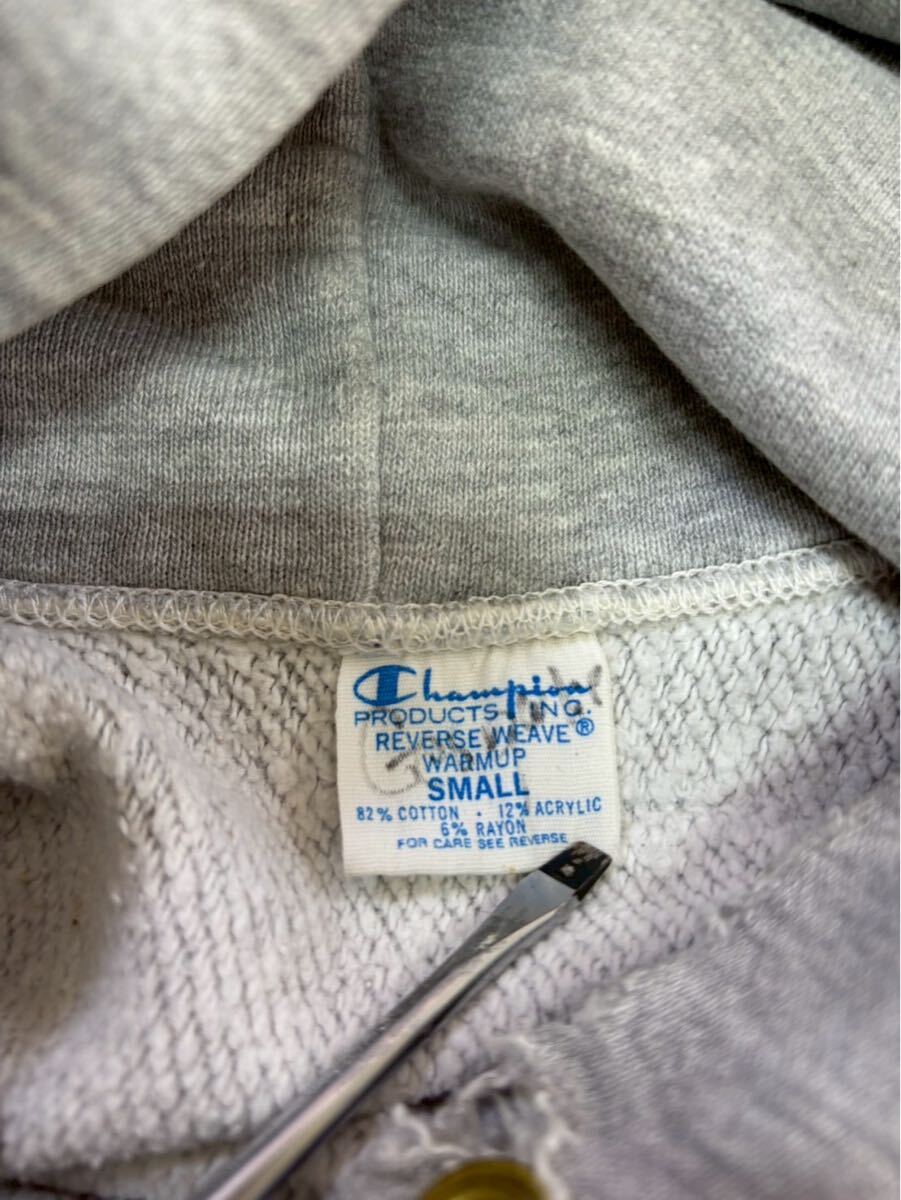 Champion
PRODUCTS, INC.
REVERSE WEAVE®
WARMUP
SMALL
82% COTTON · 12% ACRYLIC
6% RAYON
FOR CARE SEE REVERSE